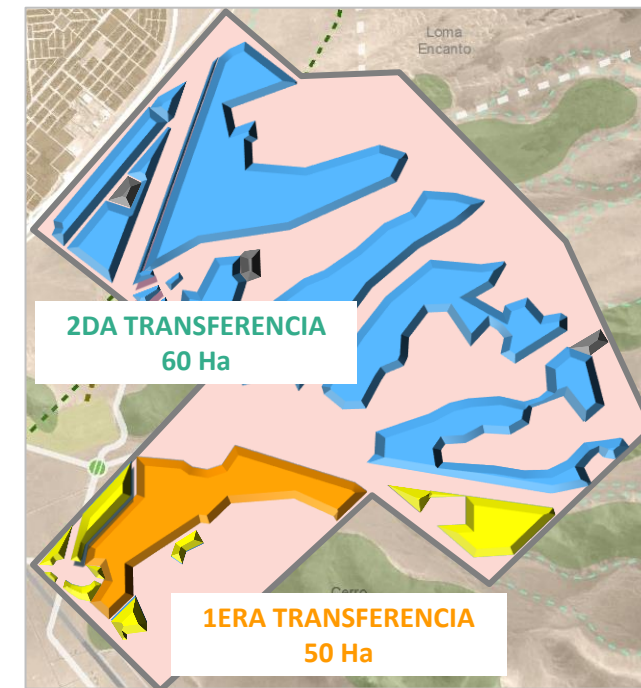 Loma
Encanto
2DA TRANSFERENCIA
60 Ha
Cerro
1ERA TRANSFERENCIA
50 Ha